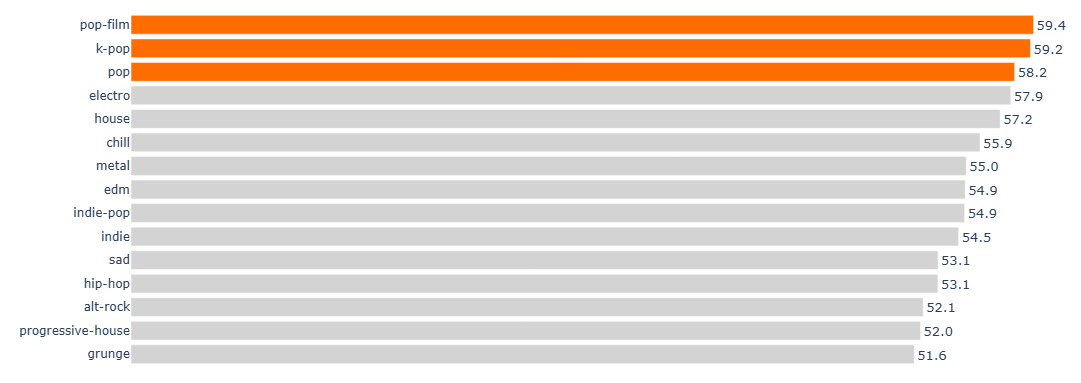 pop-film 59.4
k-pop 59.2
pop 58.2
electro 57.9
house 57.2
chill 55.9
metal 55.0
edm 54.9
indie-pop 54.9
indie 54.5
sad 53.1
hip-hop 53.1
alt-rock 52.1
progressive-house 52.0
grunge 51.6